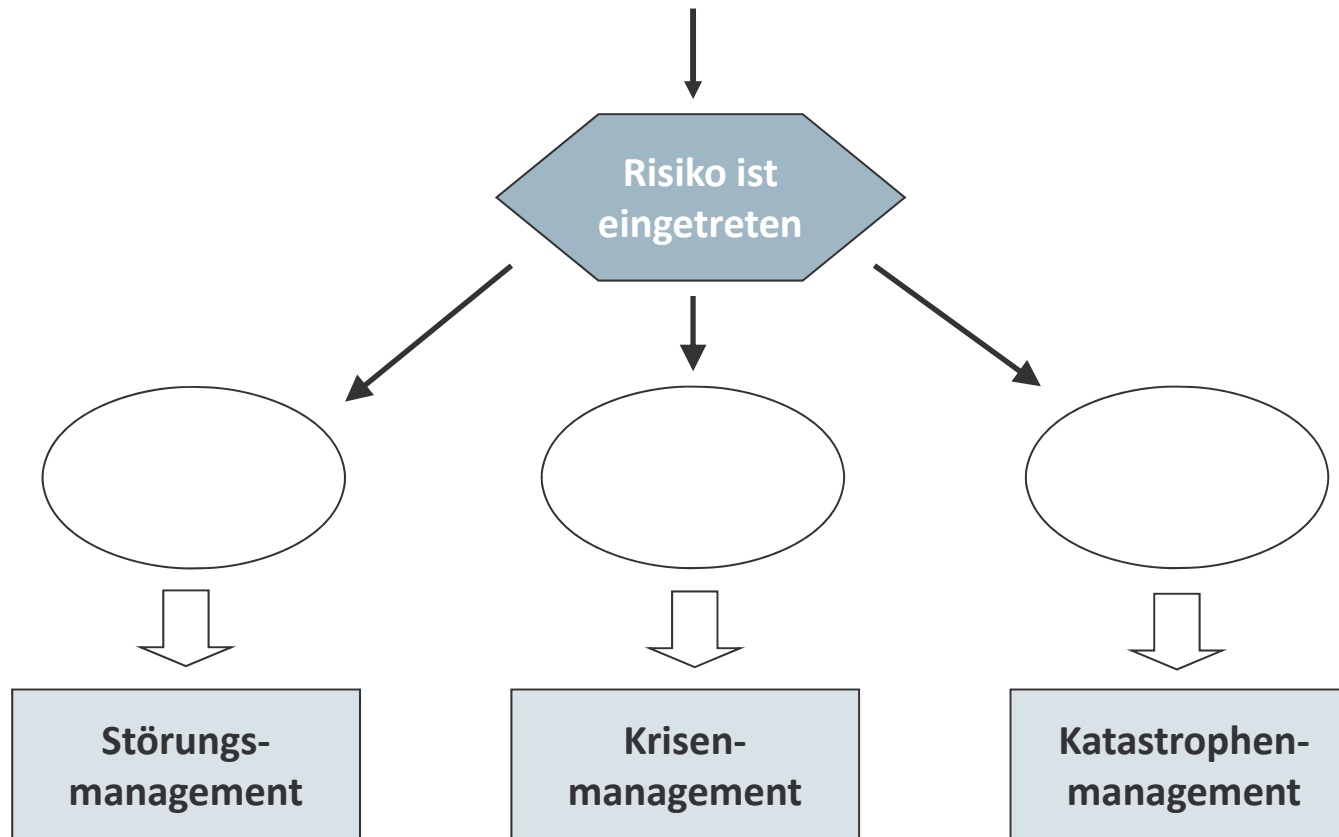 Risiko ist
eingetreten
Störungs-
management
Krisen-
management
Katastrophen-
management